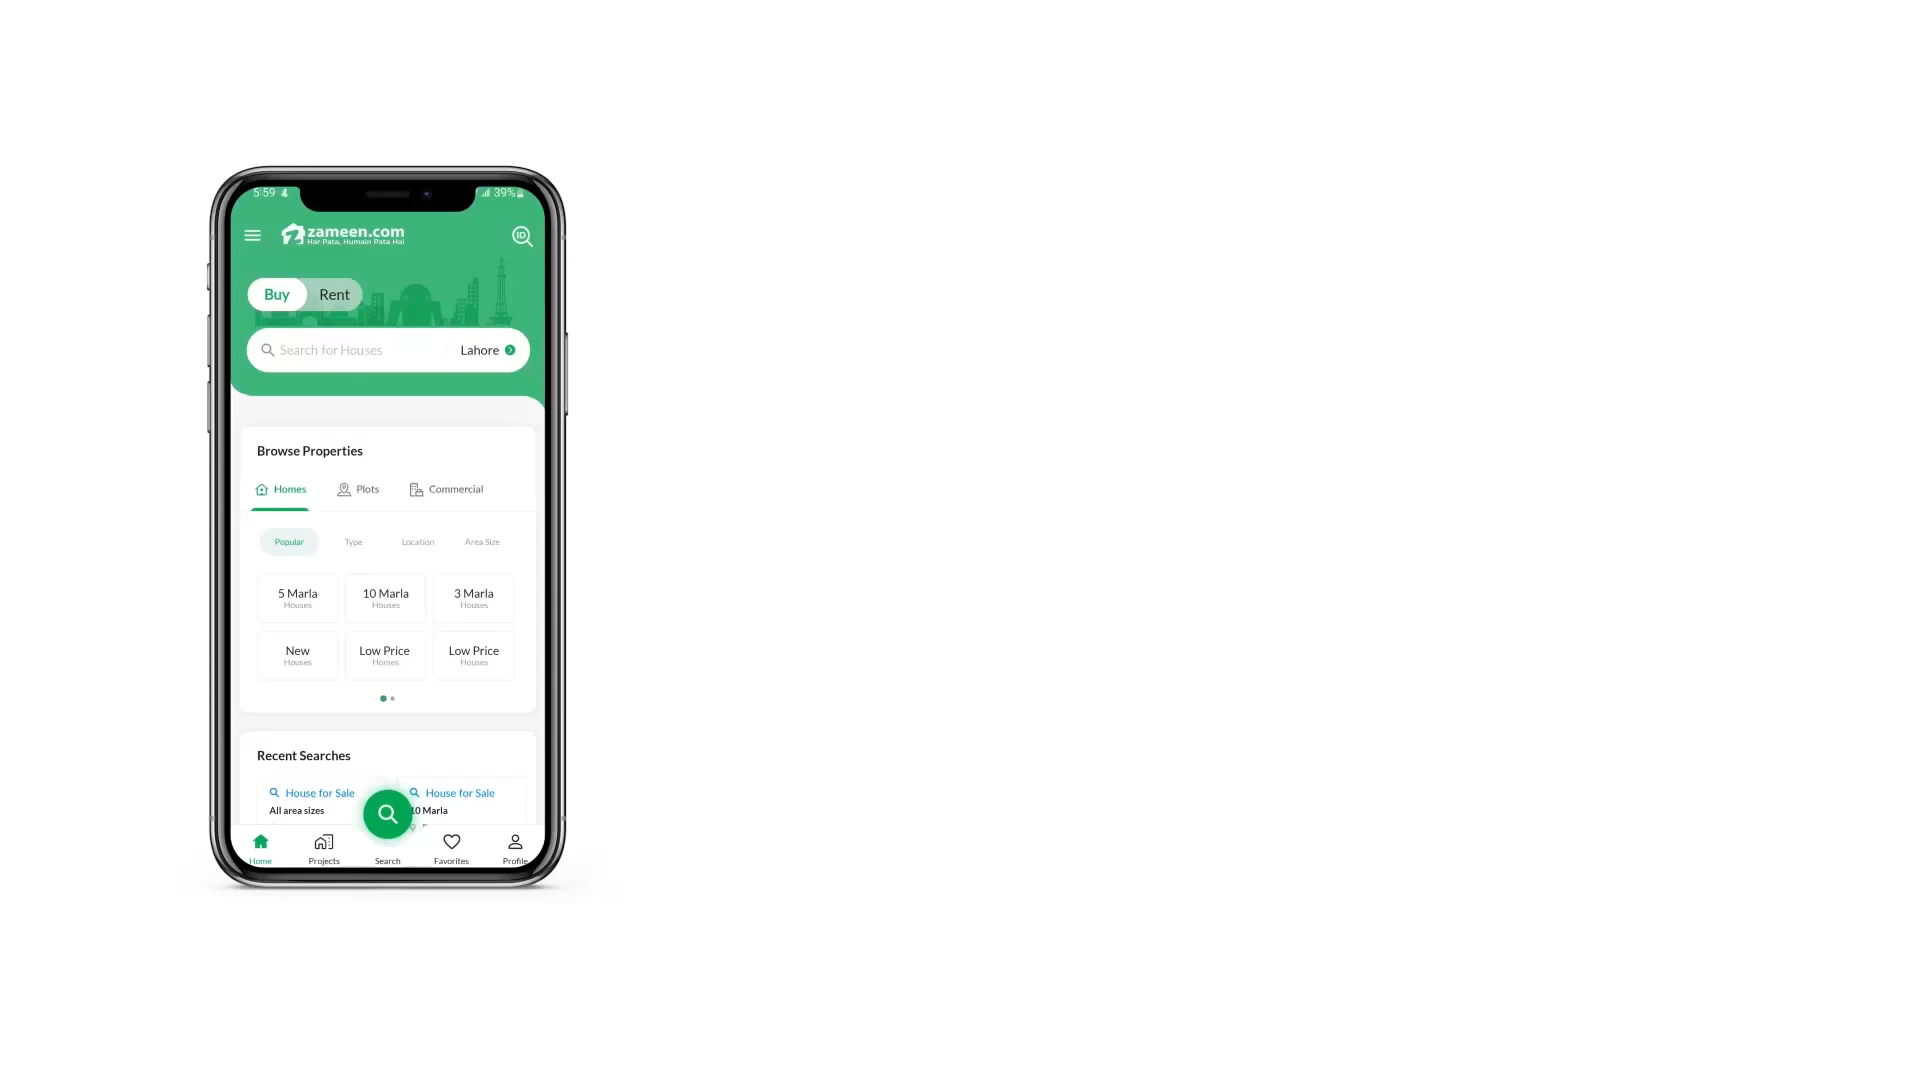 5:59 39%
zameen.com
Har Pata, Humain Pata Hai
ID
Buy Rent
Search for Houses Lahore
Browse Properties
Homes Plots Commercial
Popular Type Location Area Size
5 Marla 10 Marla 3 Marla
Houses Houses Houses
New Low Price Low Price
Houses Homes Houses
Recent Searches
House for Sale House for Sale
All area sizes 10 Marla
Home Projects Search Favorites Profile